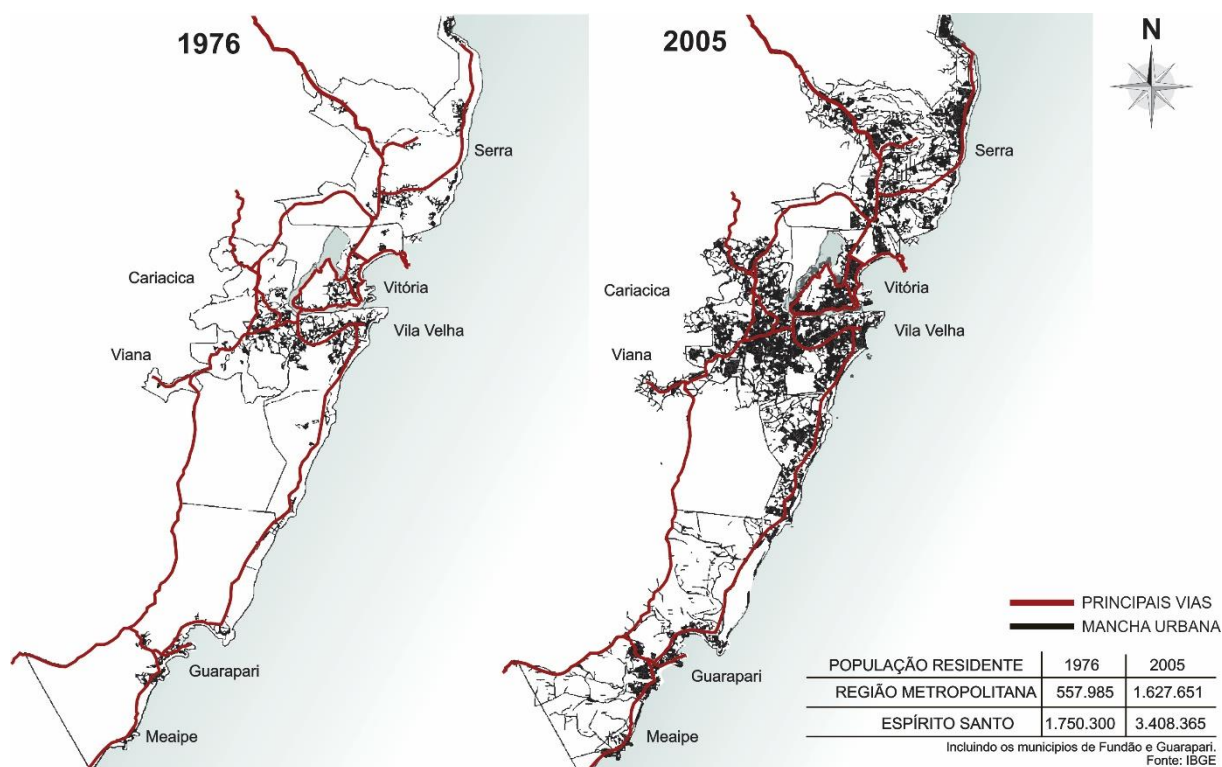 1976
Serra
Cariacica
Vitória
Vila Velha
Viana
Guarapari
Meaipe
2005
N
Serra
Cariacica
Vitória
Vila Velha
Viana
Guarapari
Meaipe
PRINCIPAIS VIAS
MANCHA URBANA
POPULAÇÃO RESIDENTE 1976 2005
REGIÃO METROPOLITANA 557.985 1.627.651
ESPÍRITO SANTO 1.750.300 3.408.365
Incluindo os municipios de Fundão e Guarapari.
Fonte: IBGE